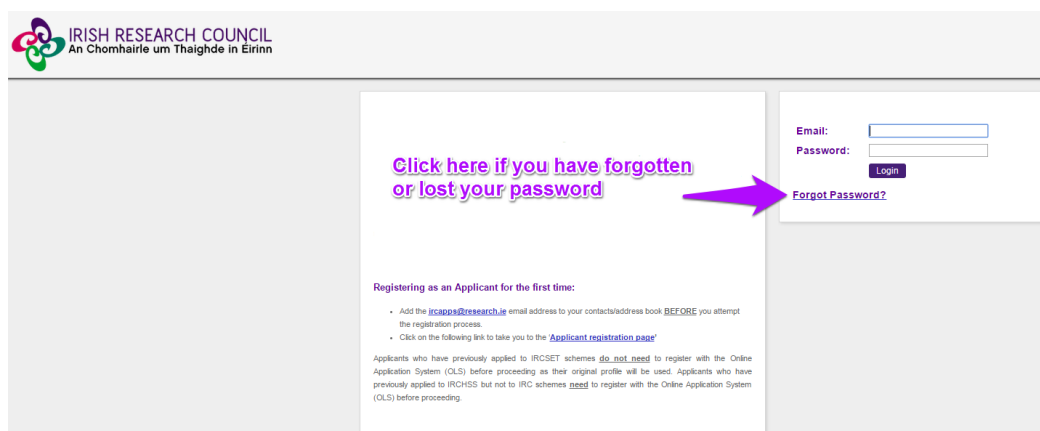 IRISH RESEARCH COUNCIL
An Chomhairle um Thaighde in Éirinn
Click here if you have forgotten
or lost your password
Email:
Password:
Login
Forgot Password?
Registering as an Applicant for the first time:
• Add the ircapps@research.ie email address to your contacts/address book BEFORE you attempt
the registration process.
• Click on the following link to take you to the 'Applicant registration page'
Applicants who have previously applied to IRCSET schemes do not need to register with the Online
Application System (OLS) before proceeding as their original profile will be used. Applicants who have
previously applied to IRCHSS but not to IRC schemes need to register with the Online Application System
(OLS) before proceeding.